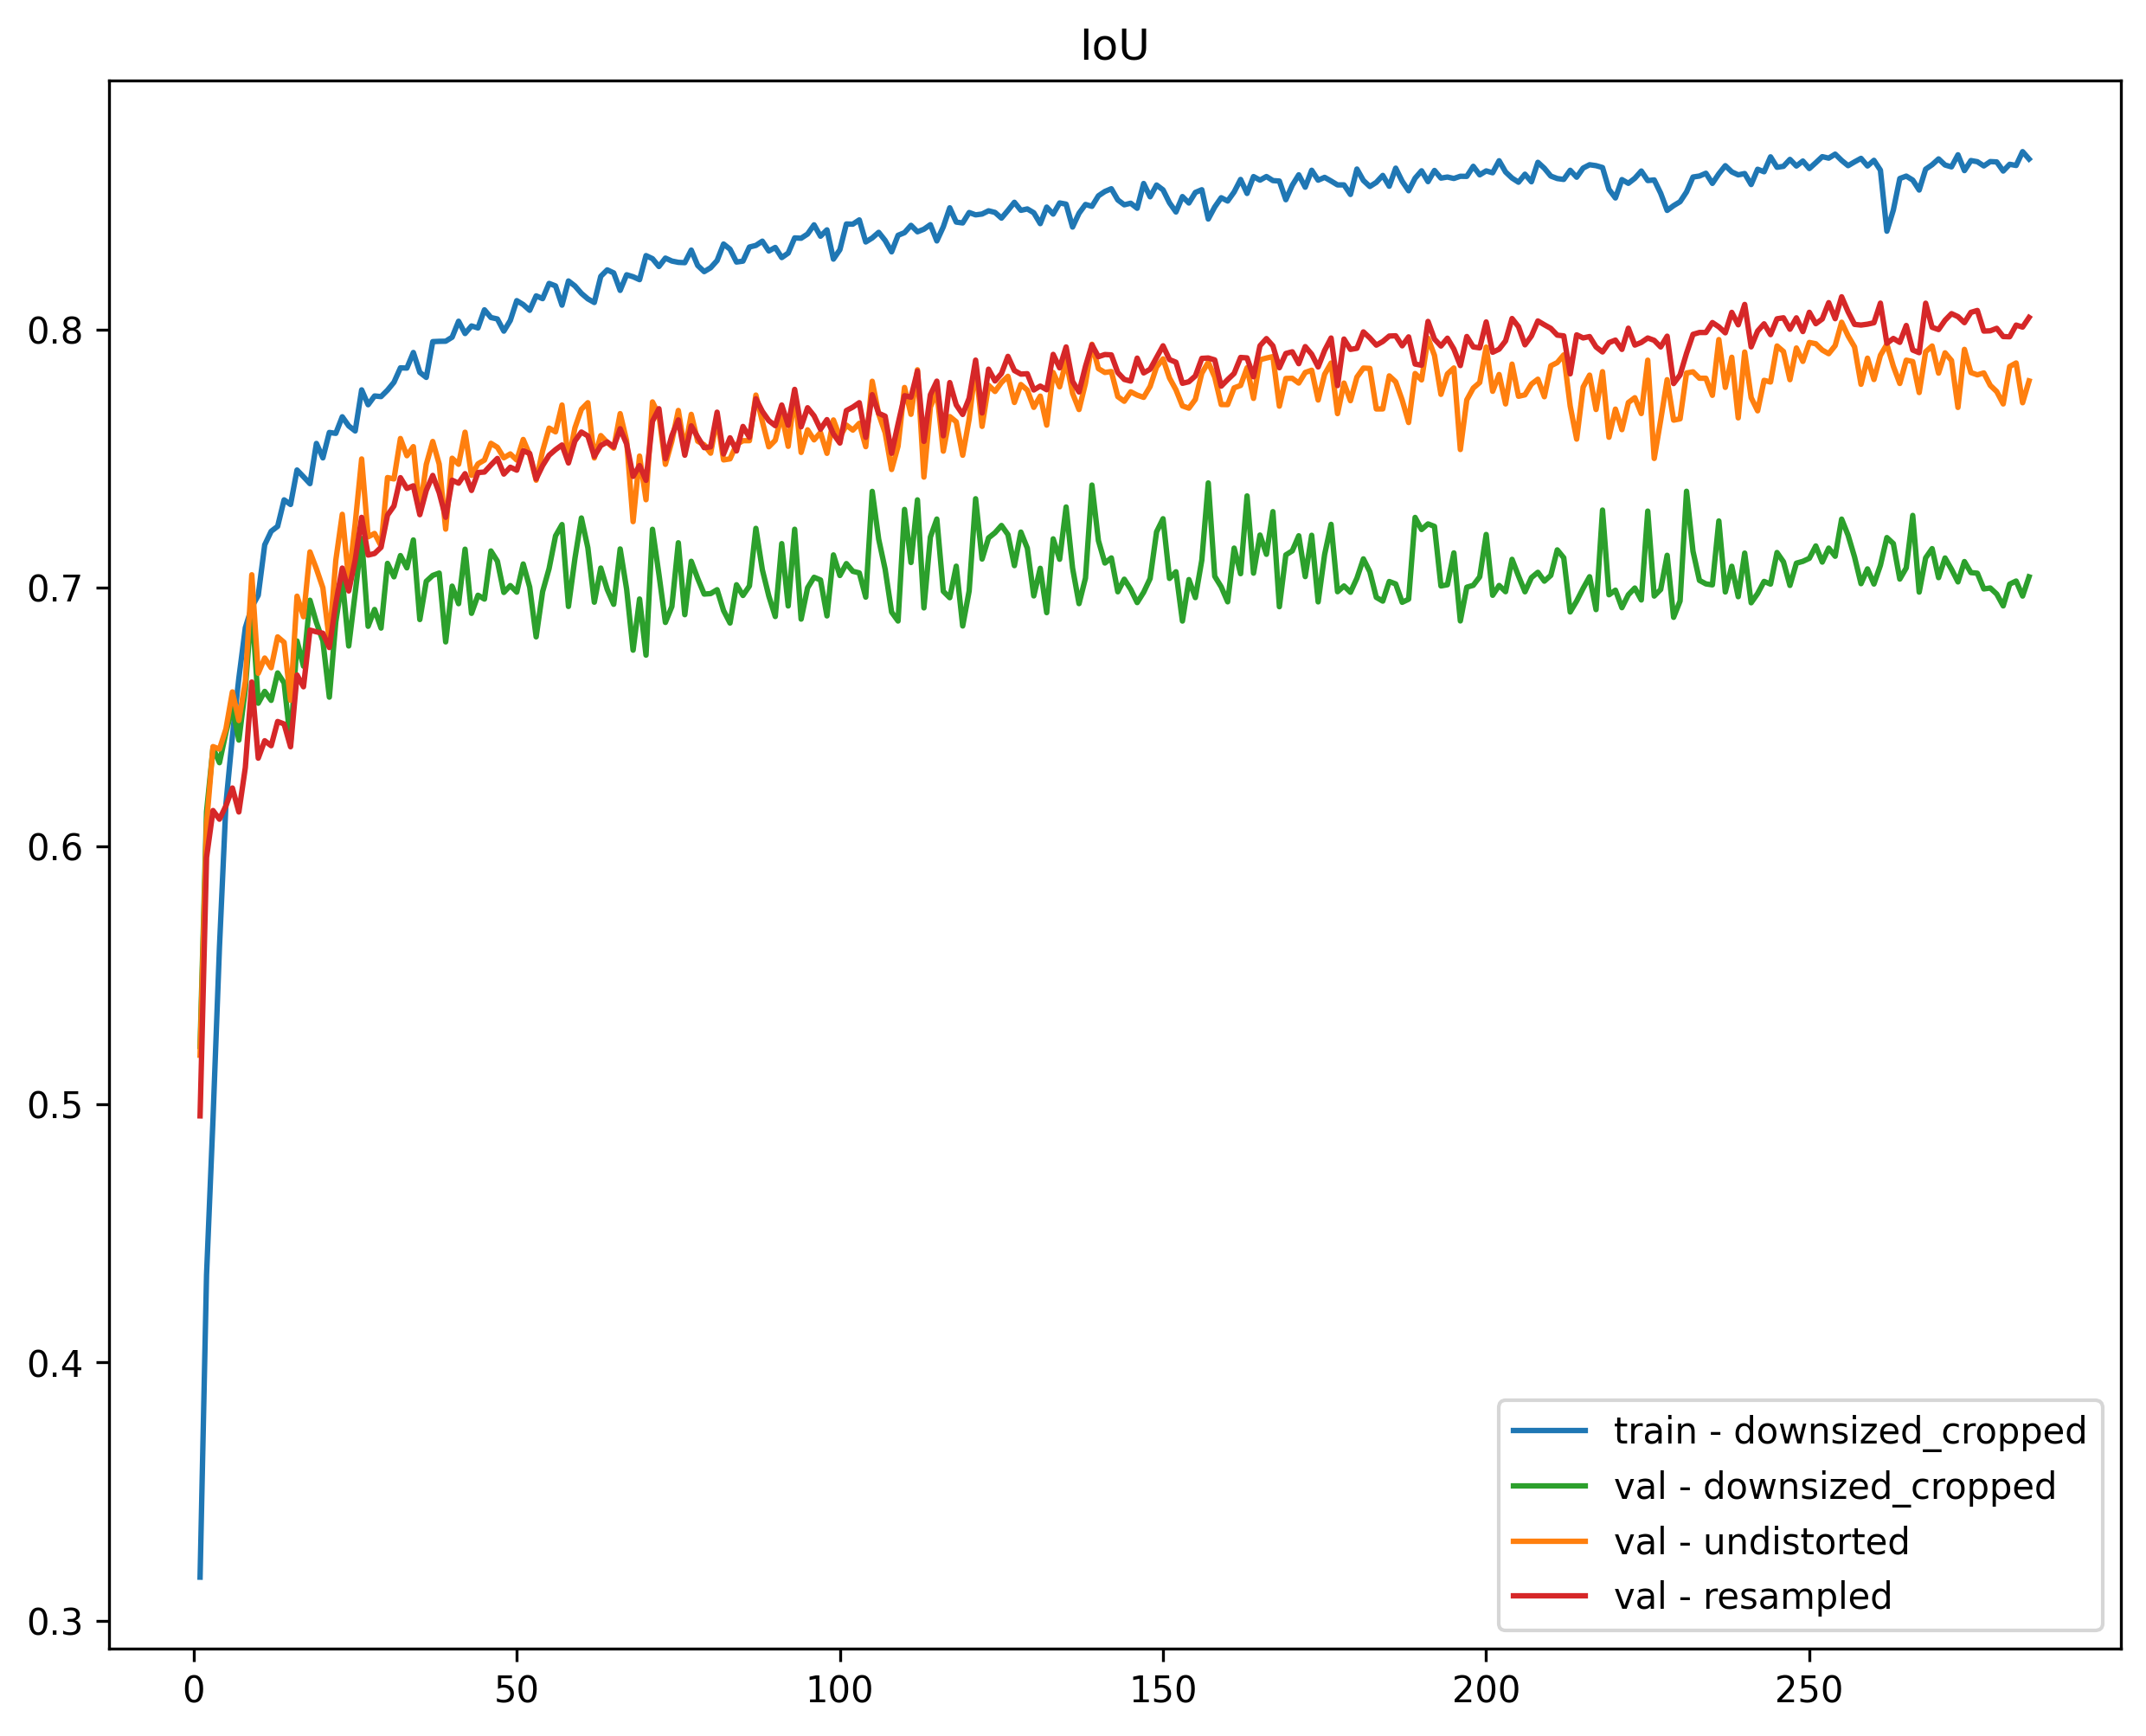 IoU
0.8
0.7
0.6
0.5
0.4
0.3
0 50 100 150 200 250
train - downsized_cropped
val - downsized_cropped
val - undistorted
val - resampled